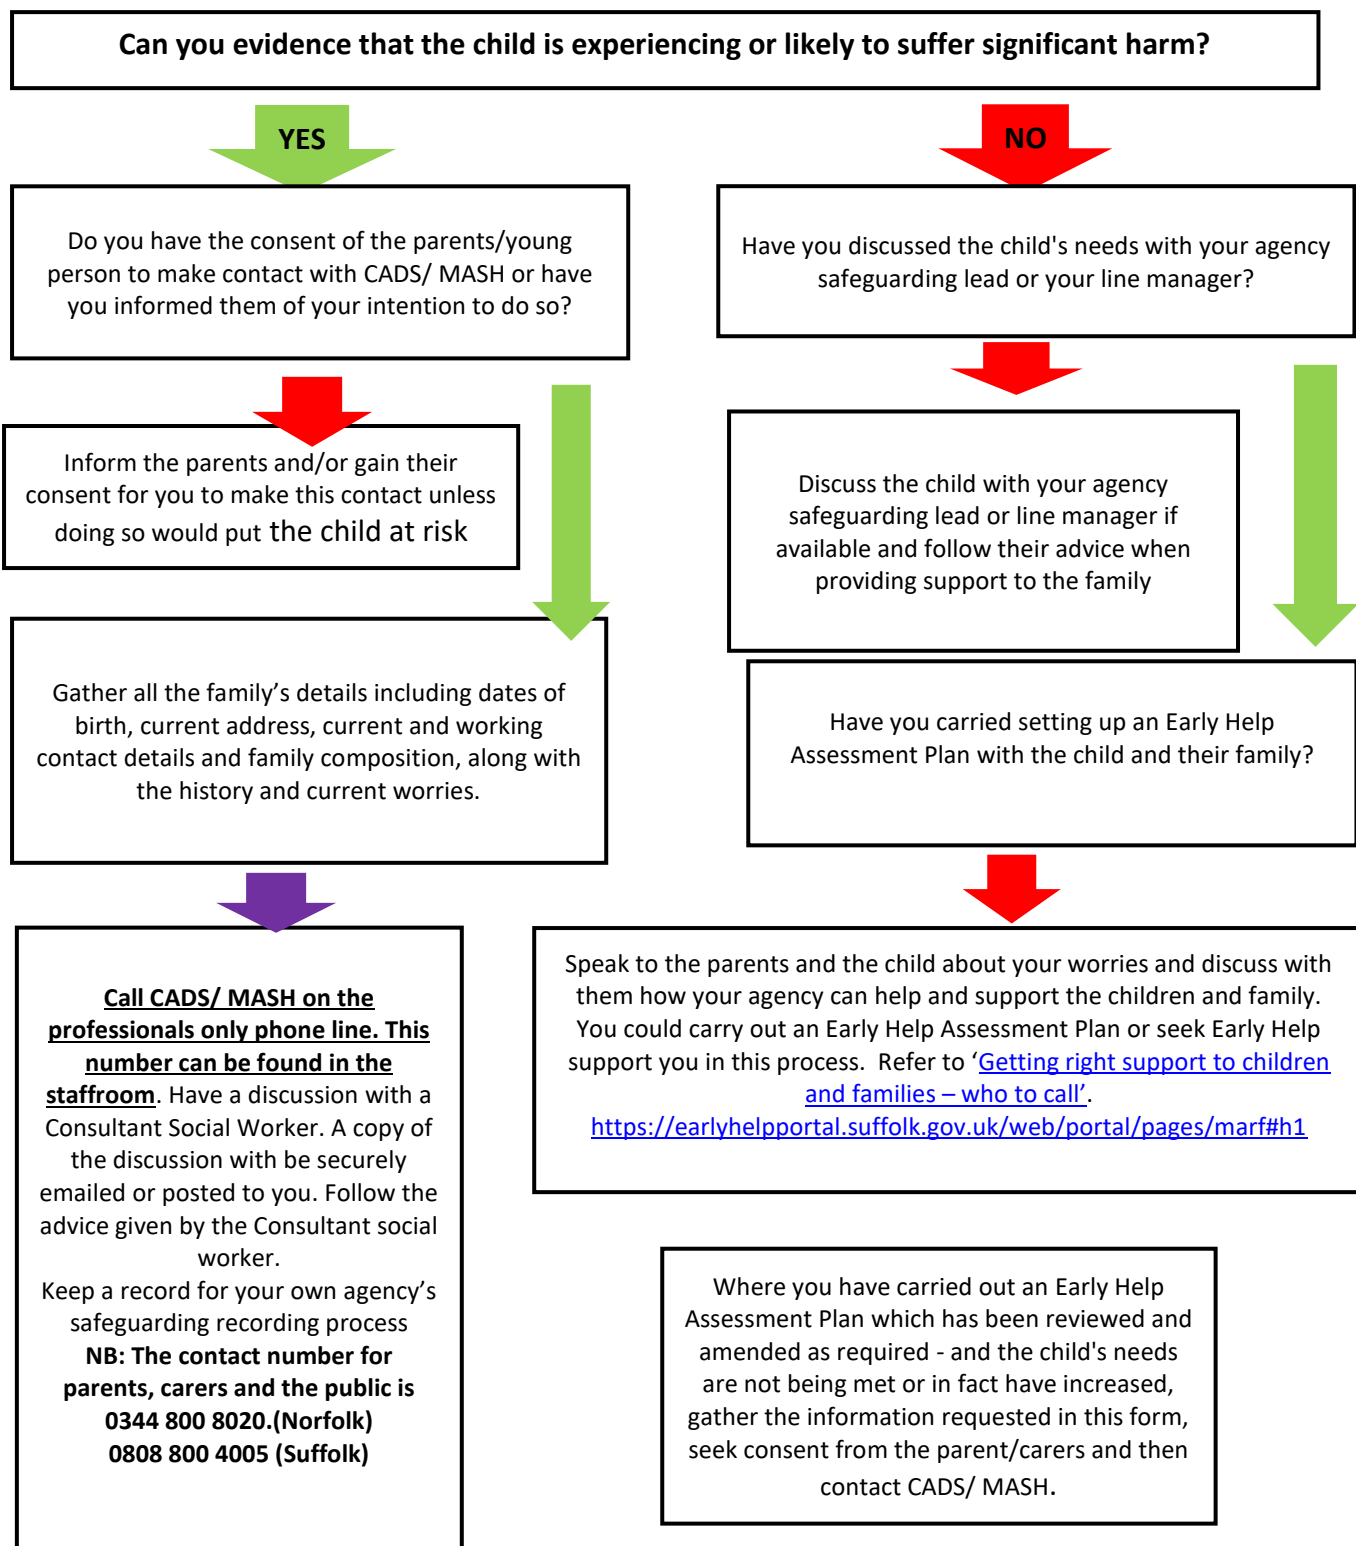 Can you evidence that the child is experiencing or likely to suffer significant harm?
YES
NO
Do you have the consent of the parents/young
person to make contact with CADS/ MASH or have
you informed them of your intention to do so?
Have you discussed the child's needs with your agency
safeguarding lead or your line manager?
Inform the parents and/or gain their
consent for you to make this contact unless
doing so would put the child at risk
Discuss the child with your agency
safeguarding lead or line manager if
available and follow their advice when
providing support to the family
Gather all the family’s details including dates of
birth, current address, current and working
contact details and family composition, along with
the history and current worries.
Have you carried setting up an Early Help
Assessment Plan with the child and their family?
Call CADS/ MASH on the
professionals only phone line. This
number can be found in the
staffroom. Have a discussion with a
Consultant Social Worker. A copy of
the discussion with be securely
emailed or posted to you. Follow the
advice given by the Consultant social
worker.
Keep a record for your own agency’s
safeguarding recording process
NB: The contact number for
parents, carers and the public is
0344 800 8020.(Norfolk)
0808 800 4005 (Suffolk)
Speak to the parents and the child about your worries and discuss with
them how your agency can help and support the children and family.
You could carry out an Early Help Assessment Plan or seek Early Help
support you in this process.  Refer to ‘Getting right support to children
and families – who to call’.
https://earlyhelpportal.suffolk.gov.uk/web/portal/pages/marf#h1
Where you have carried out an Early Help
Assessment Plan which has been reviewed and
amended as required - and the child's needs
are not being met or in fact have increased,
gather the information requested in this form,
seek consent from the parent/carers and then
contact CADS/ MASH.